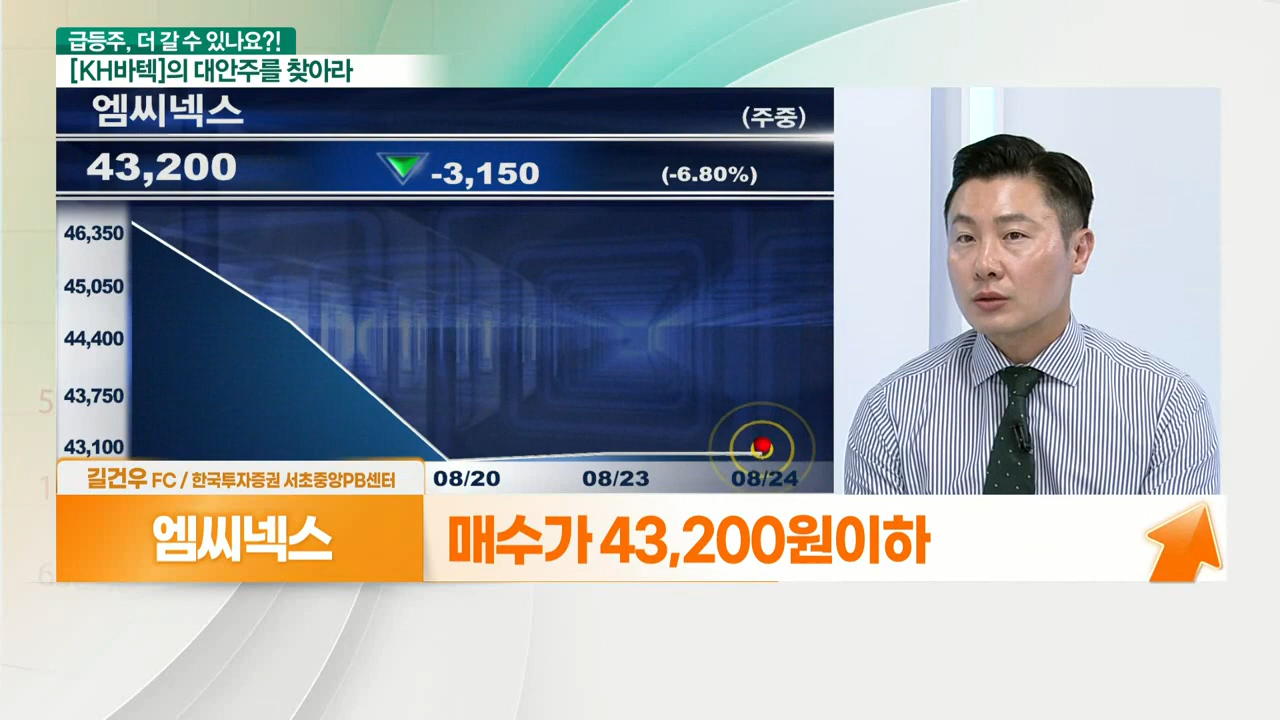 급등주, 더 갈 수 있나요?!
[KH바텍]의 대안주를 찾아라
엠씨넥스
(주중)
43,200
-3,150
(-6.80%)
46,350
45,050
44,400
43,750
43,100
08/20
08/23
08/24
길건우 FC / 한국투자증권 서초중앙PB센터
엠씨넥스
매수가 43,200원이하
5
1
6